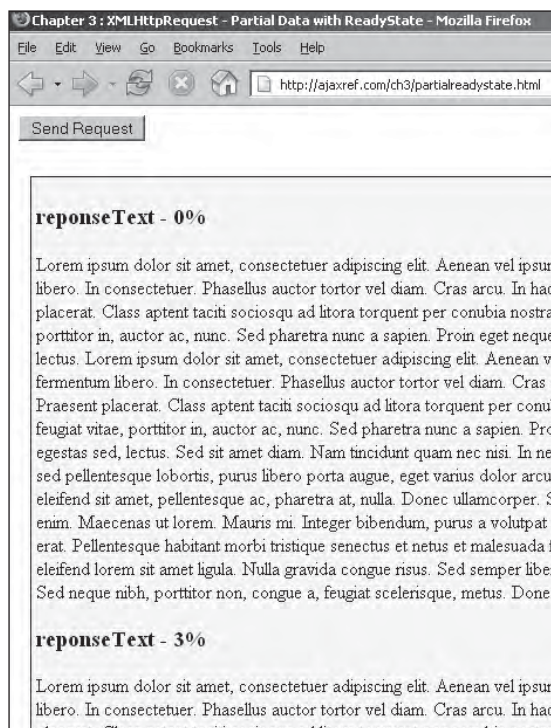 Chapter 3 : XMLHttpRequest - Partial Data with ReadyState - Mozilla Firefox
File Edit View Go Bookmarks Tools Help
http://ajaxref.com/ch3/partialreadystate.html
Send Request
reponseText - 0%
Lorem ipsum dolor sit amet, consectetuer adipiscing elit. Aenean vel ipsum
libero. In consectetuer. Phasellus auctor tortor vel diam. Cras arcu. In hac
placerat. Class aptent taciti sociosqu ad litora torquent per conubia nostra
porttitor in, auctor ac, nunc. Sed pharetra nunc a sapien. Proin eget neque
lectus. Lorem ipsum dolor sit amet, consectetuer adipiscing elit. Aenean v
fermentum libero. In consectetuer. Phasellus auctor tortor vel diam. Cras
Praesent placerat. Class aptent taciti sociosqu ad litora torquent per conu
feugiat vitae, porttitor in, auctor ac, nunc. Sed pharetra nunc a sapien. Pro
egestas sed, lectus. Sed sit amet diam. Nam tincidunt quam nec nisi. In ne
sed pellentesque lobortis, purus libero porta augue, eget varius dolor arcu
eleifend sit amet, pellentesque ac, pharetra at, nulla. Donec ullamcorper. S
enim. Maecenas ut lorem. Mauris mi. Integer bibendum, purus a volutpat
erat. Pellentesque habitant morbi tristique senectus et netus et malesuada f
eleifend lorem sit amet ligula. Nulla gravida congue risus. Sed semper libe
Sed neque nibh, porttitor non, congue a, feugiat scelerisque, metus. Done
reponseText - 3%
Lorem ipsum dolor sit amet, consectetuer adipiscing elit. Aenean vel ipsum
libero. In consectetuer. Phasellus auctor tortor vel diam. Cras arcu. In hac